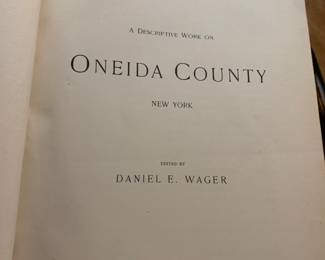 A DESCRIPTIVE WORK ON
ONEIDA COUNTY
NEW YORK
EDITED BY
DANIEL E. WAGER